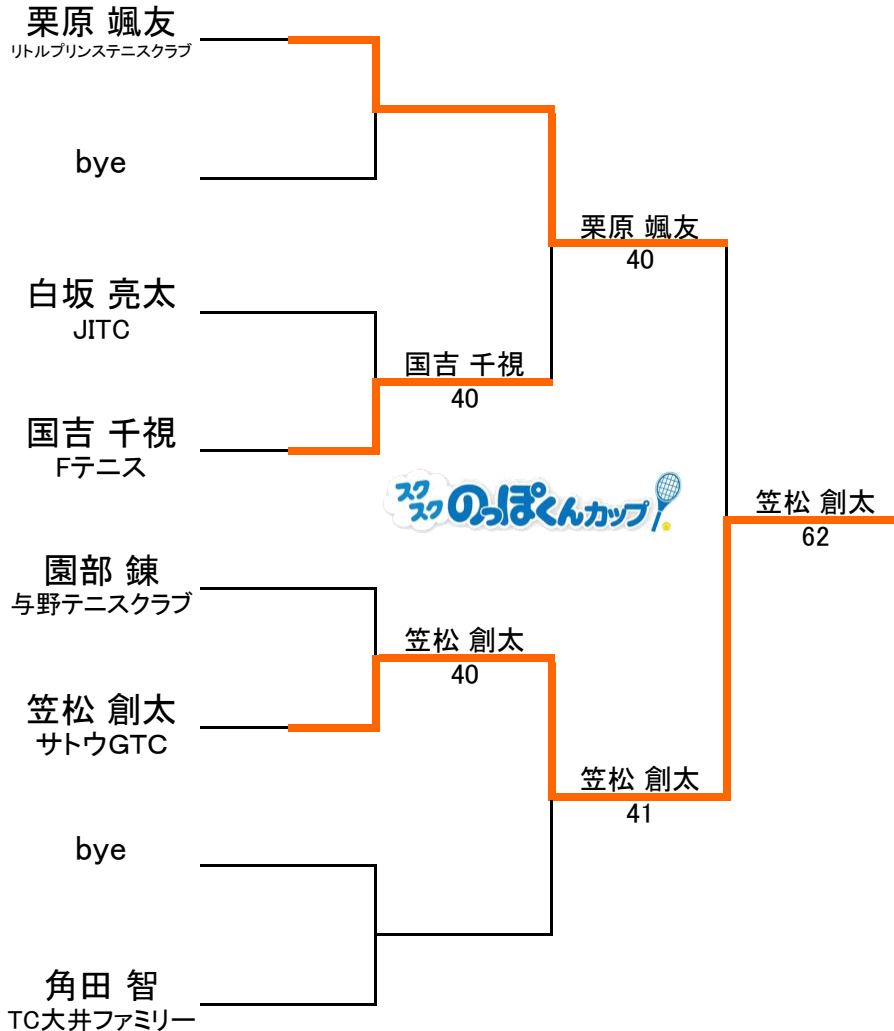 栗原 颯友
リトルプリンステニスクラブ
bye
栗原 颯友
40
白坂 亮太
JITC
国吉 千視
40
国吉 千視
Fテニス
スクスク のっぽくんカップ
笠松 創太
62
園部 錬
与野テニスクラブ
笠松 創太
40
笠松 創太
サトウGTC
笠松 創太
41
bye
角田 智
TC大井ファミリー